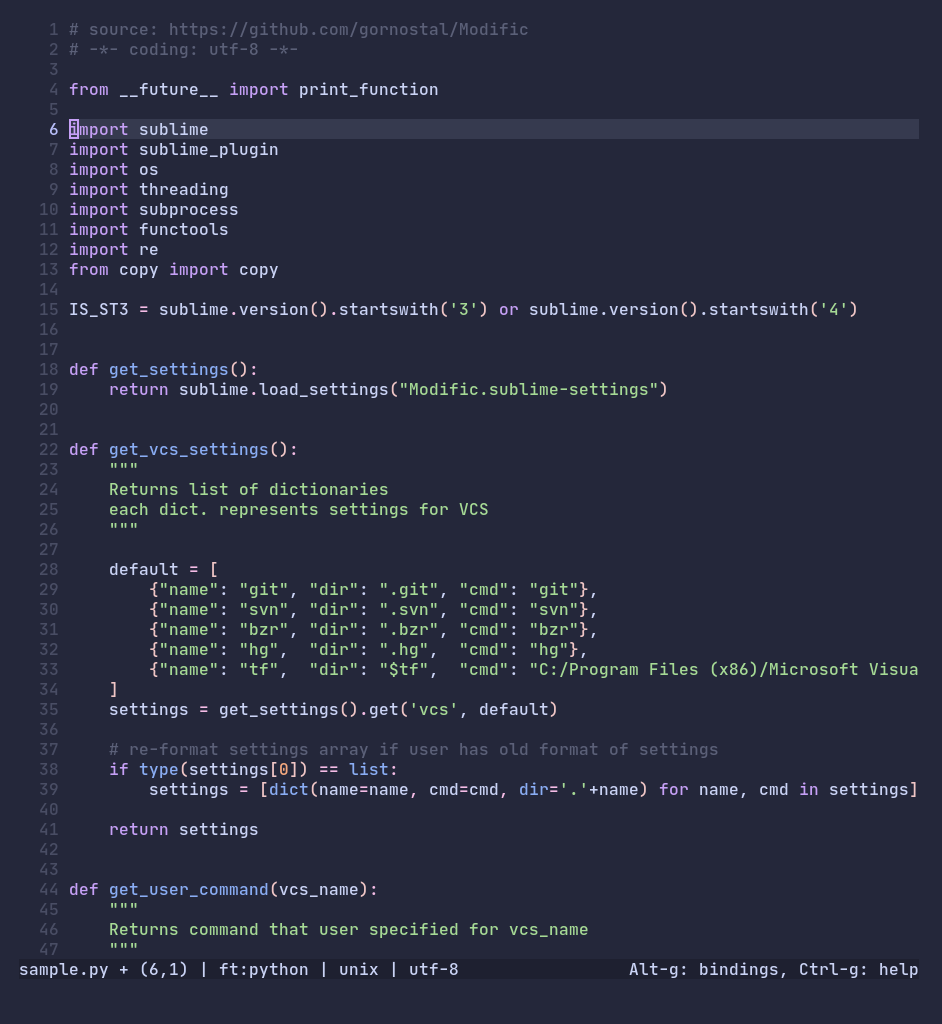 1 # source: https://github.com/gornostal/Modific
2 # -*- coding: utf-8 -*-
3
4 from __future__ import print_function
5
6 import sublime
7 import sublime_plugin
8 import os
9 import threading
10 import subprocess
11 import functools
12 import re
13 from copy import copy
14
15 IS_ST3 = sublime.version().startswith('3') or sublime.version().startswith('4')
16
17
18 def get_settings():
19     return sublime.load_settings("Modific.sublime-settings")
20
21
22 def get_vcs_settings():
23     """
24     Returns list of dictionaries
25     each dict. represents settings for VCS
26     """
27
28     default = [
29         {"name": "git", "dir": ".git", "cmd": "git"},
30         {"name": "svn", "dir": ".svn", "cmd": "svn"},
31         {"name": "bzr", "dir": ".bzr", "cmd": "bzr"},
32         {"name": "hg",  "dir": ".hg",  "cmd": "hg"},
33         {"name": "tf",  "dir": "$tf",  "cmd": "C:/Program Files (x86)/Microsoft Visua
34     ]
35     settings = get_settings().get('vcs', default)
36
37     # re-format settings array if user has old format of settings
38     if type(settings[0]) == list:
39         settings = [dict(name=name, cmd=cmd, dir='.'+name) for name, cmd in settings]
40
41     return settings
42
43
44 def get_user_command(vcs_name):
45     """
46     Returns command that user specified for vcs_name
47     """
sample.py + (6,1) | ft:python | unix | utf-8 Alt-g: bindings, Ctrl-g: help